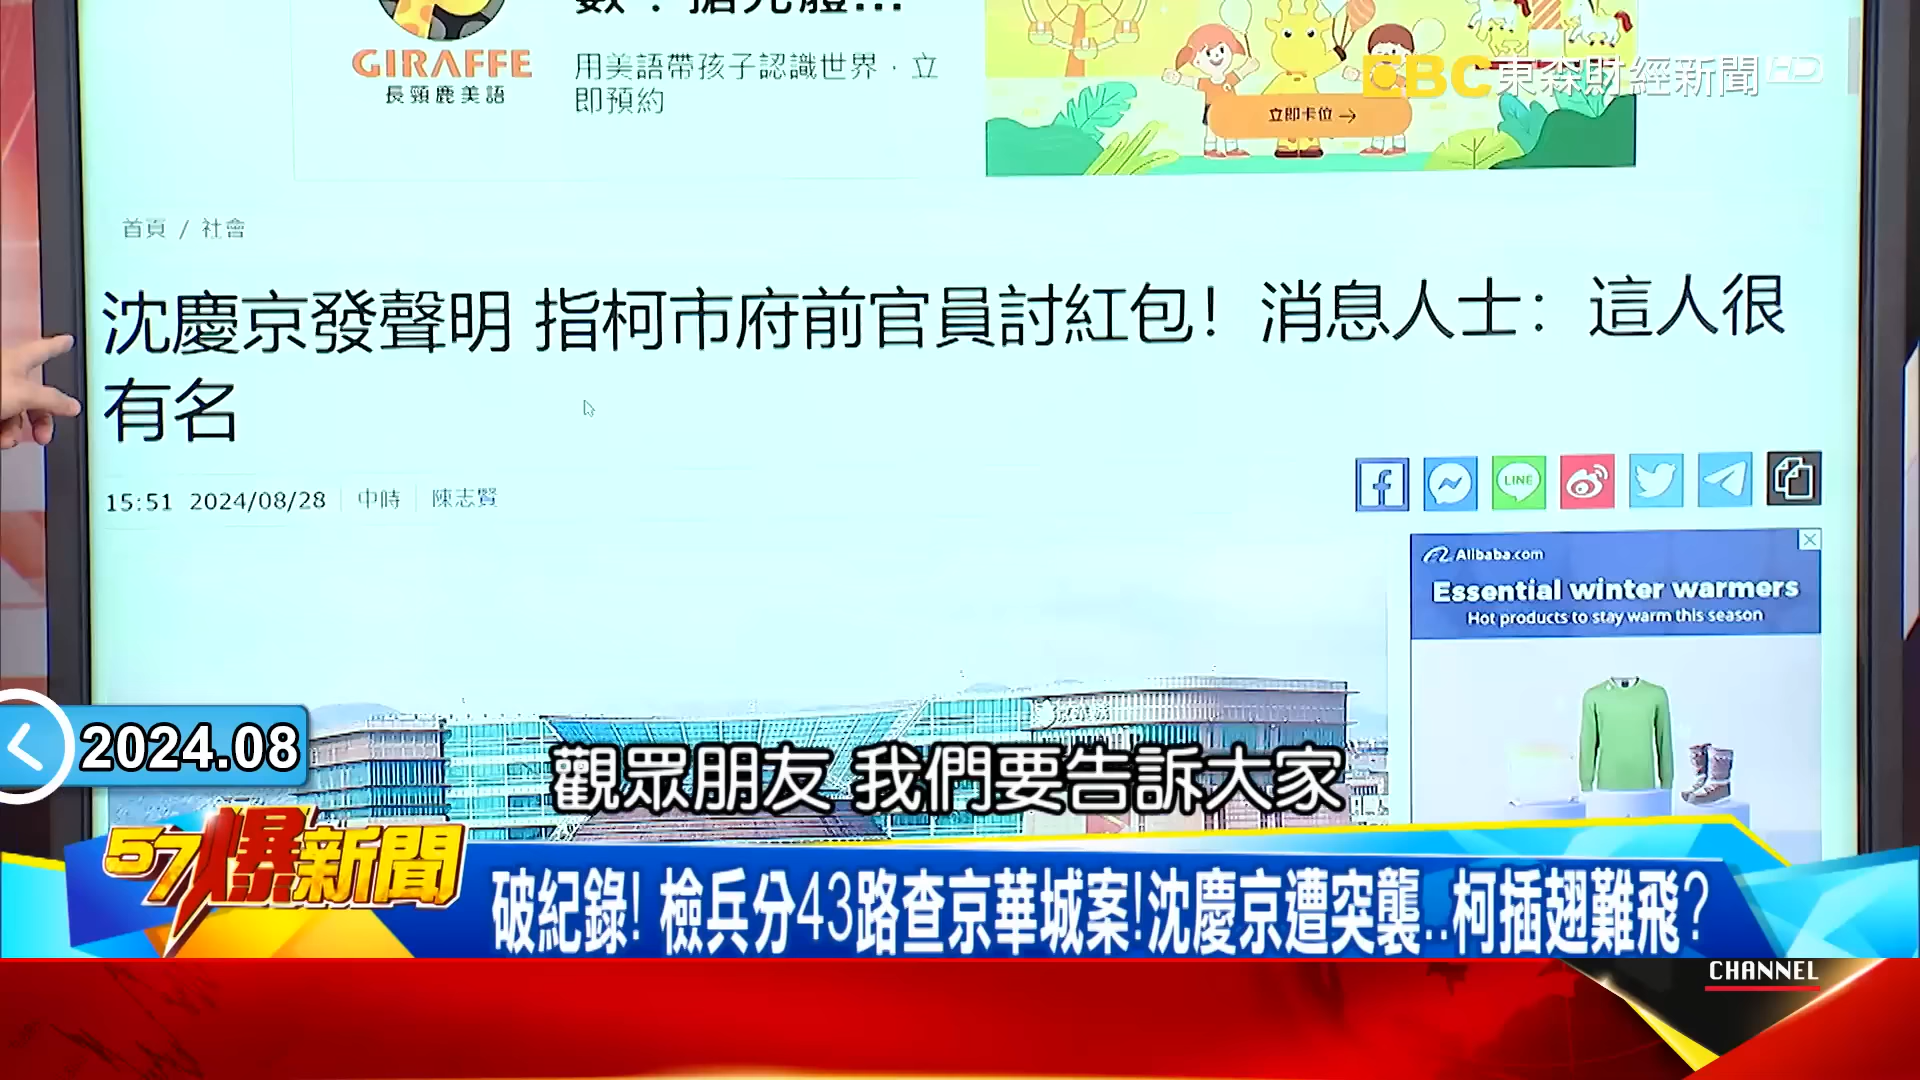 GIRAFFE
長頸鹿美語
用美語帶孩子認識世界，立
即預約
立即卡位→
EBC 東森財經新聞 HD
首頁 / 社會
沈慶京發聲明 指柯市府前官員討紅包！消息人士：這人很
有名
15:51 2024/08/28 中時 陳志賢
LINE
Alibaba.com
Essential winter warmers
Hot products to stay warm this season
2024.08
觀眾朋友 我們要告訴大家
57爆新聞
破紀錄！檢兵分43路查京華城案！沈慶京遭突襲..柯插翅難飛？
CHANNEL